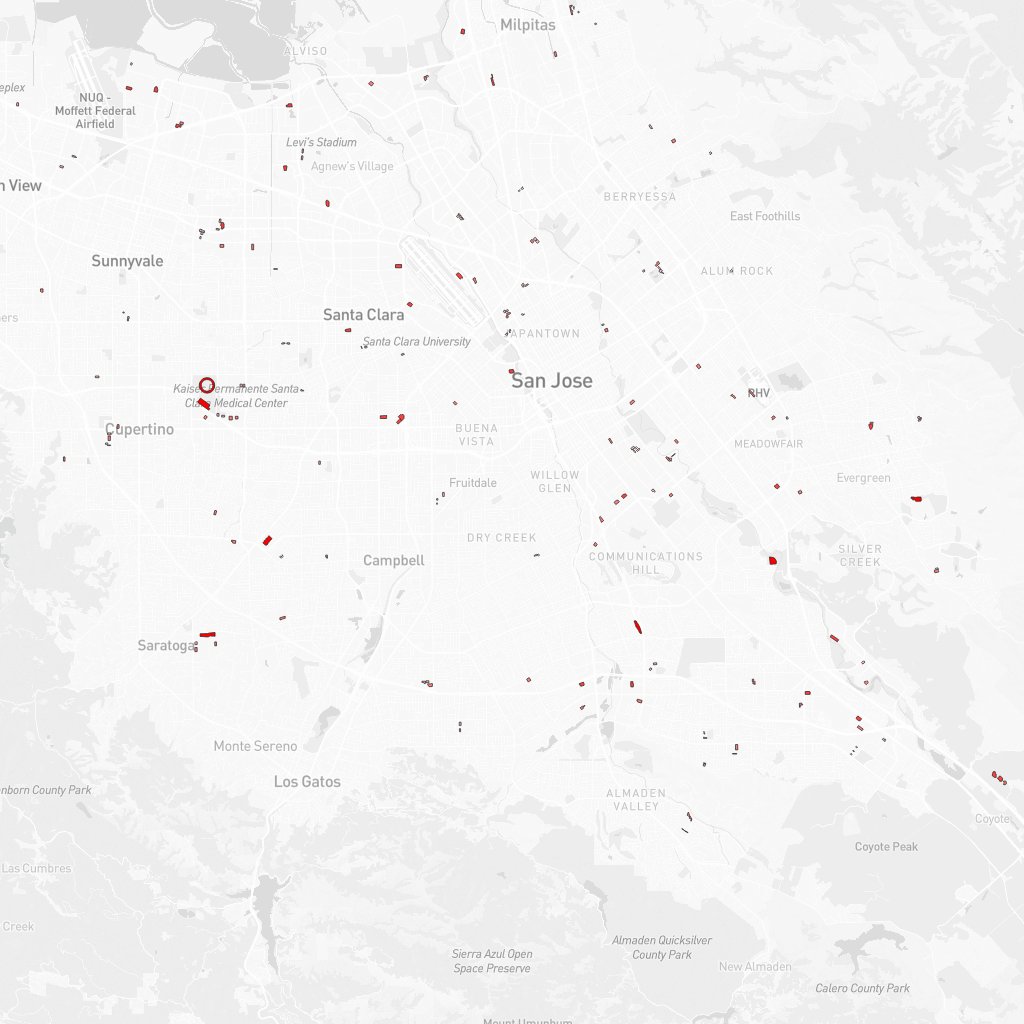 Milpitas
ALVISO
eplex
NUQ -
Moffett Federal
Airfield
Levi's Stadium
Agnew's Village
n View
BERRYESSA
East Foothills
Sunnyvale
ALUM ROCK
Santa Clara
ners
APANTOWN
Santa Clara University
San Jose
Kaiser Permanente Santa
Clara Medical Center
RHV
Cupertino
BUENA
VISTA
MEADOWFAIR
WILLOW
GLEN
Evergreen
Fruitdale
DRY CREEK
COMMUNICATIONS
HILL
SILVER
CREEK
Campbell
Saratoga
Monte Sereno
Los Gatos
anborn County Park
ALMADEN
VALLEY
Coyote
Coyote Peak
Las Cumbres
Creek
Sierra Azul Open
Space Preserve
Almaden Quicksilver
County Park
New Almaden
Calero County Park
Mount Umunhum